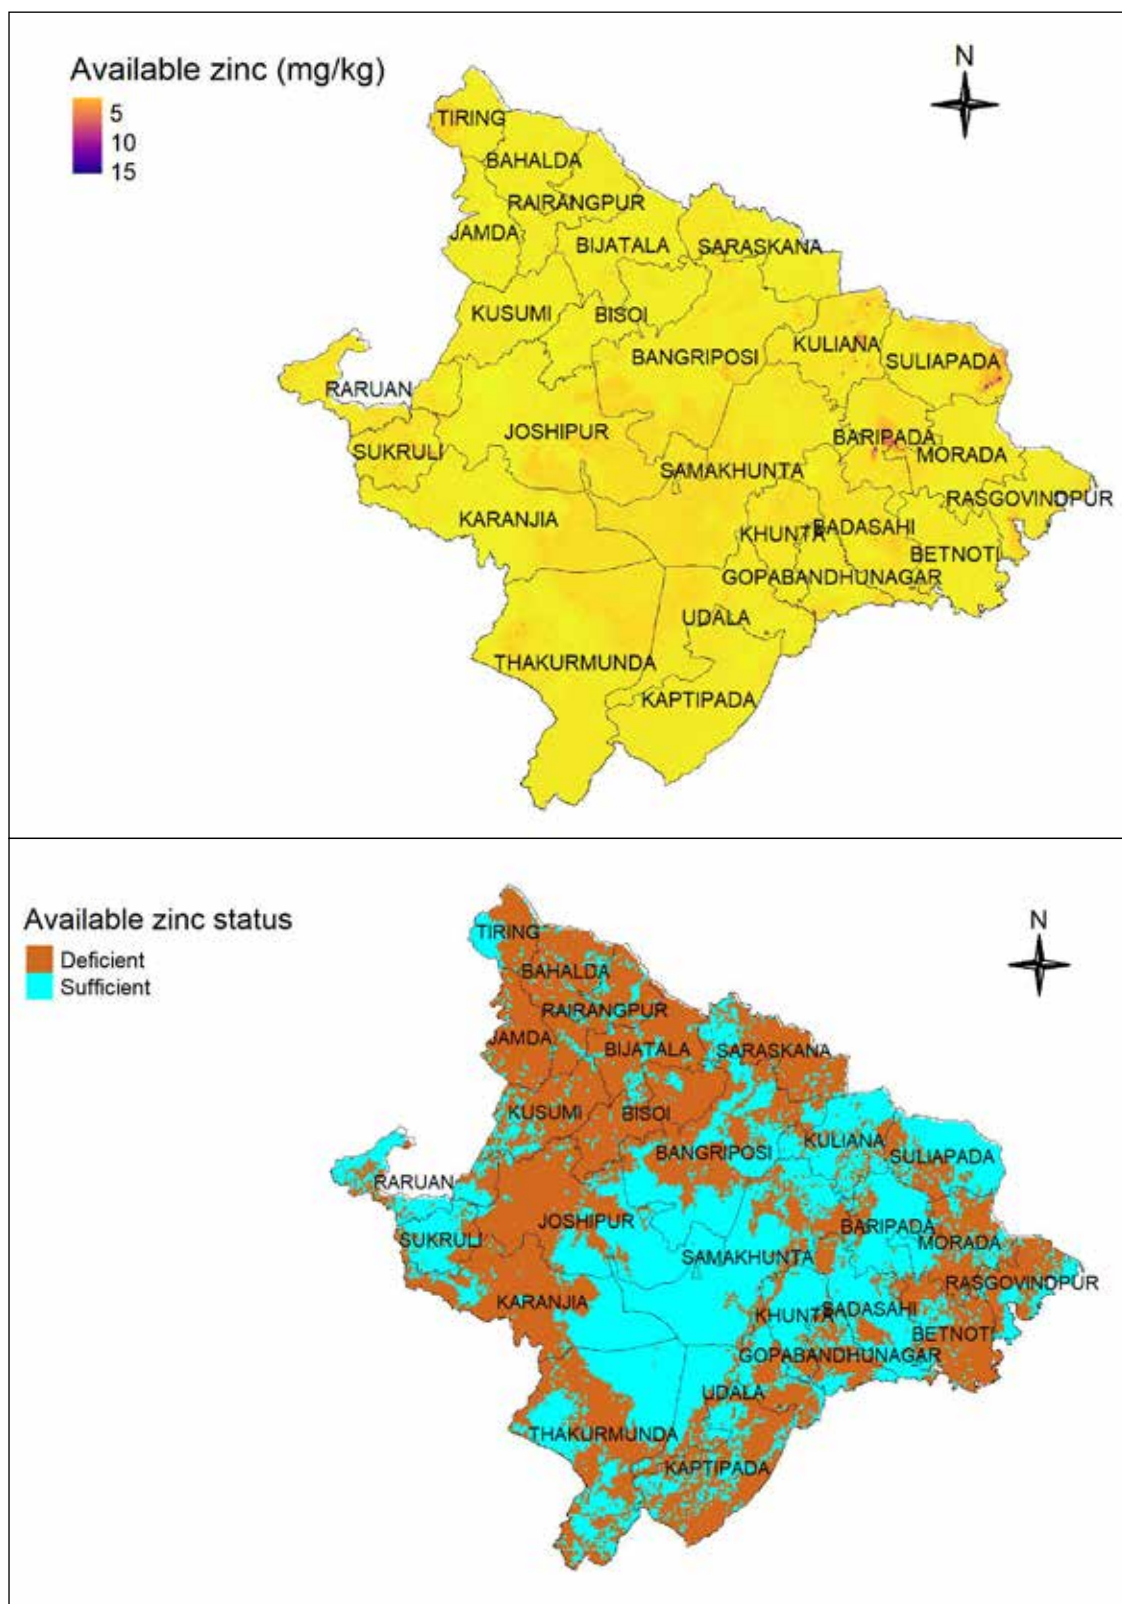 N
Available zinc (mg/kg)
5
10
15
TIRING
BAHALDA
RAIRANGPUR
JAMDA
BIJATALA
SARASKANA
KUSUMI
BISOI
KULIANA
BANGRIPOSI
SULIAPADA
RARUAN
JOSHIPUR
BARIPADA
SUKRULI
MORADA
SAMAKHUNTA
RASGOVINDPUR
KARANJIA
KHUNTA
BADASAHI
BETNOTI
GOPABANDHUNAGAR
UDALA
THAKURMUNDA
KAPTIPADA
Available zinc status
N
Deficient
Sufficient
TIRING
BAHALDA
RAIRANGPUR
JAMDA
BIJATALA
SARASKANA
KUSUMI
BISOI
KULIANA
BANGRIPOSI
SULIAPADA
RARUAN
JOSHIPUR
BARIPADA
SUKRULI
MORADA
SAMAKHUNTA
RASGOVINDPUR
KARANJIA
KHUNTA
BADASAHI
BETNOTI
GOPABANDHUNAGAR
UDALA
THAKURMUNDA
KAPTIPADA